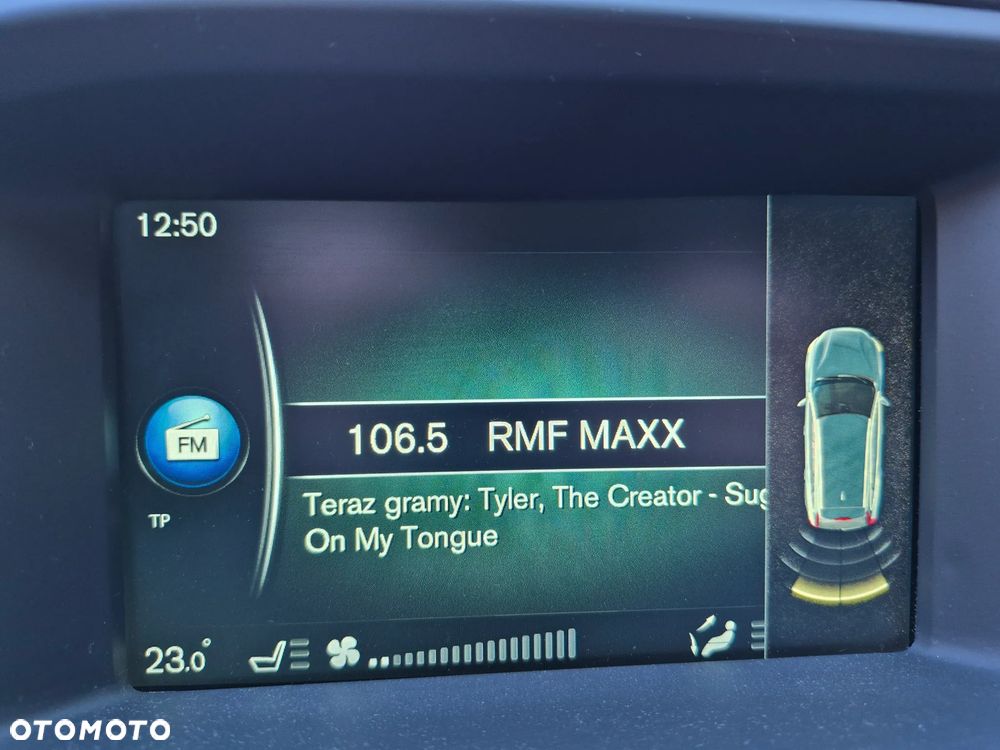 12:50
FM
106.5 RMF MAXX
TP
Teraz gramy: Tyler, The Creator - Sug
On My Tongue
23.0°
OTOMOTO